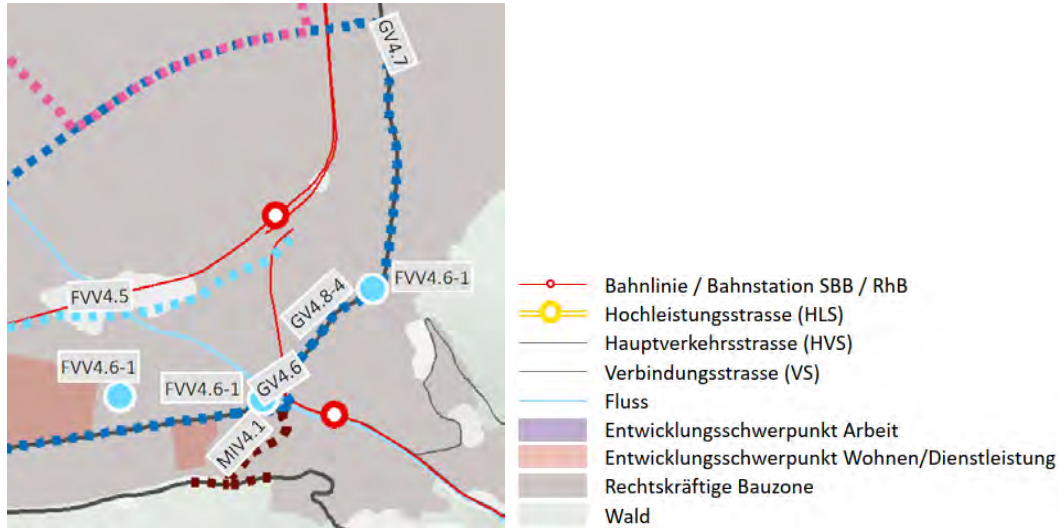 GV4.7
FVV4.5
GV4.8-4
FVV4.6-1
FVV4.6-1
FVV4.6-1
GV4.6
MIV4.1
Bahnlinie / Bahnstation SBB / RhB
Hochleistungsstrasse (HLS)
Hauptverkehrsstrasse (HVS)
Verbindungsstrasse (VS)
Fluss
Entwicklungsschwerpunkt Arbeit
Entwicklungsschwerpunkt Wohnen/Dienstleistung
Rechtskräftige Bauzone
Wald